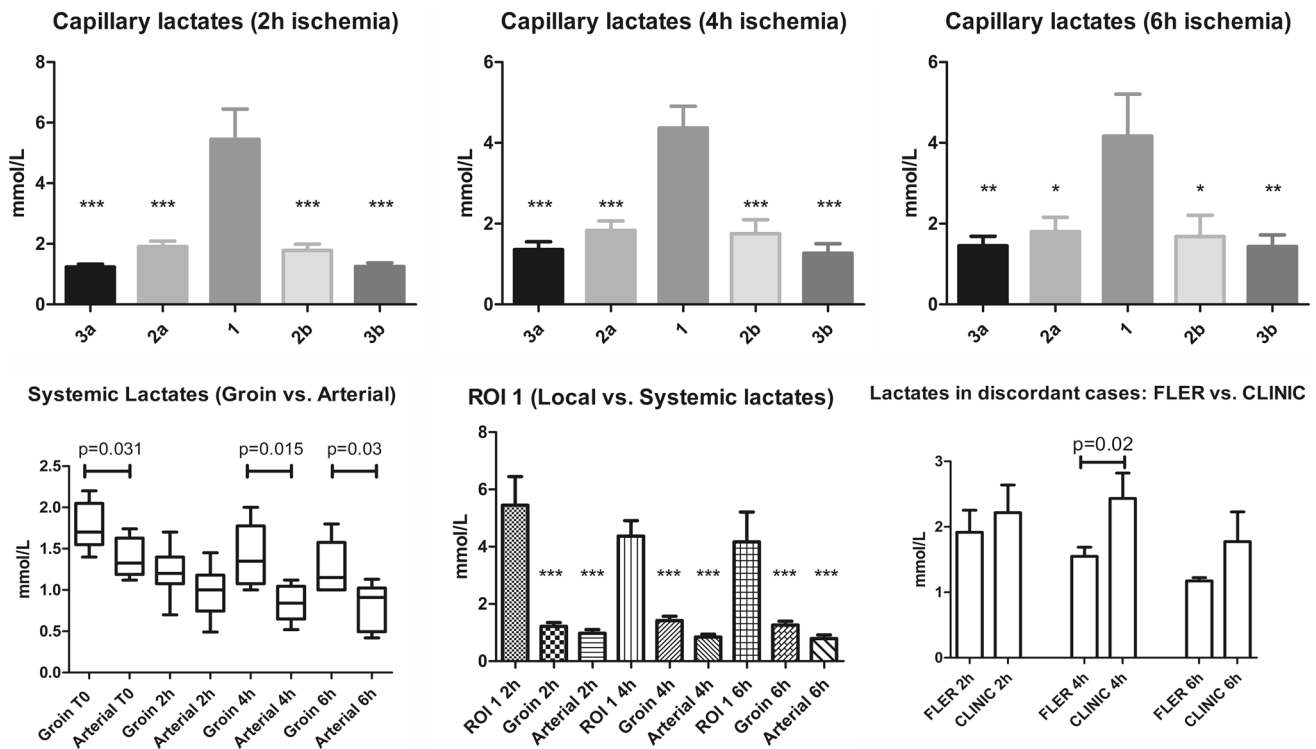 Capillary lactates (2h ischemia)
mmol/L
8
6
4
2
0
***
***
***
***
3a
2a
1
2b
3b
Capillary lactates (4h ischemia)
mmol/L
6
4
2
0
***
***
***
***
3a
2a
1
2b
3b
Capillary lactates (6h ischemia)
mmol/L
6
4
2
0
**
*
*
**
3a
2a
1
2b
3b
Systemic Lactates (Groin vs. Arterial)
p=0.031
p=0.015
p=0.03
mmol/L
2.5
2.0
1.5
1.0
0.5
0.0
Groin T0
Arterial T0
Groin 2h
Arterial 2h
Groin 4h
Arterial 4h
Groin 6h
Arterial 6h
ROI 1 (Local vs. Systemic lactates)
mmol/L
8
6
4
2
0
***
***
***
***
***
***
ROI 1 2h
Groin 2h
Arterial 2h
ROI 1 4h
Groin 4h
Arterial 4h
ROI 1 6h
Groin 6h
Arterial 6h
Lactates in discordant cases: FLER vs. CLINIC
p=0.02
mmol/L
3
2
1
0
FLER 2h
CLINIC 2h
FLER 4h
CLINIC 4h
FLER 6h
CLINIC 6h